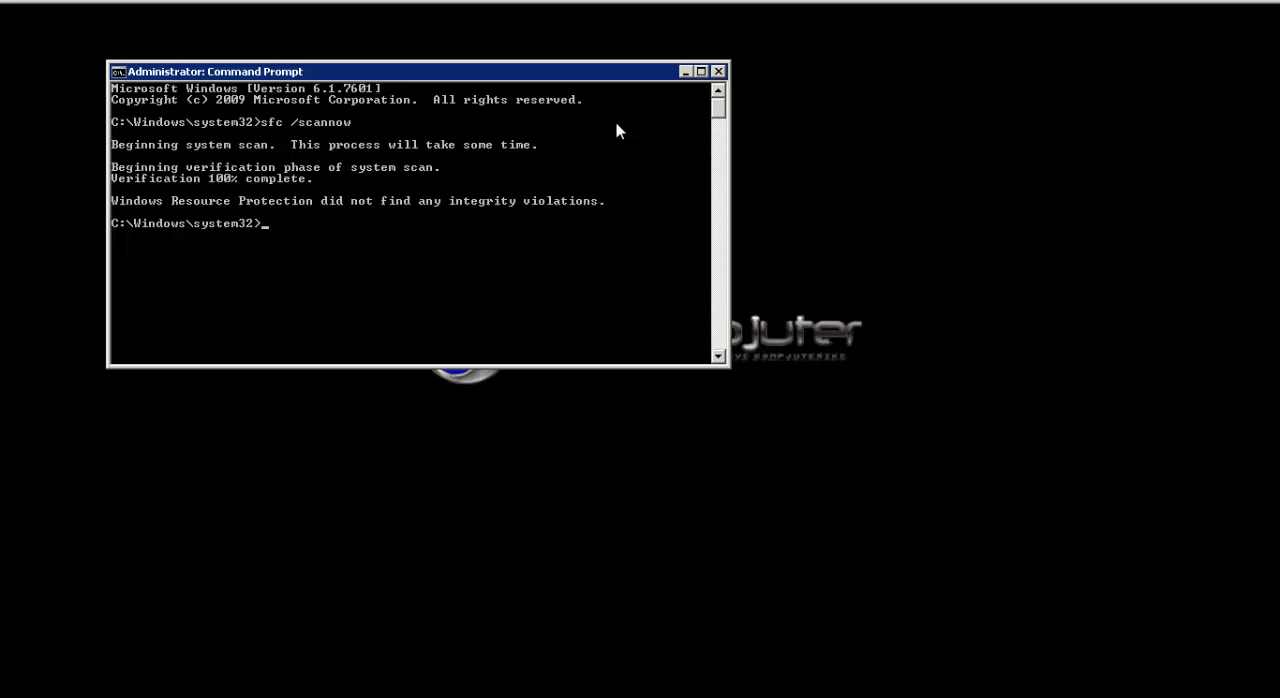 Administrator: Command Prompt
Microsoft Windows [Version 6.1.7601]
Copyright (c) 2009 Microsoft Corporation.  All rights reserved.
C:\Windows\system32>sfc /scannow
Beginning system scan.  This process will take some time.
Beginning verification phase of system scan.
Verification 100% complete.
Windows Resource Protection did not find any integrity violations.
C:\Windows\system32>_